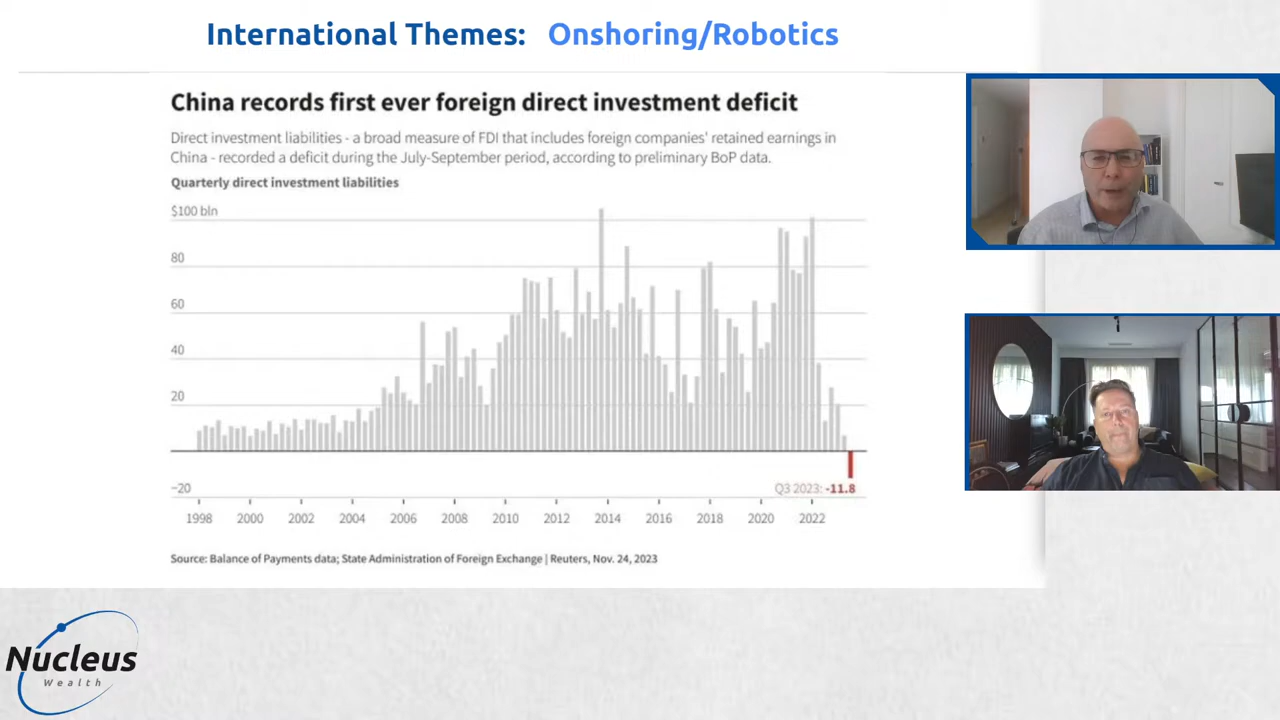 International Themes: Onshoring/Robotics
China records first ever foreign direct investment deficit
Direct investment liabilities - a broad measure of FDI that includes foreign companies' retained earnings in
China - recorded a deficit during the July-September period, according to preliminary BoP data.
Quarterly direct investment liabilities
$100 bln
80
60
40
20
−20
Q3 2023: -11.8
1998 2000 2002 2004 2006 2008 2010 2012 2014 2016 2018 2020 2022
Source: Balance of Payments data; State Administration of Foreign Exchange | Reuters, Nov. 24, 2023
Nucleus
Wealth